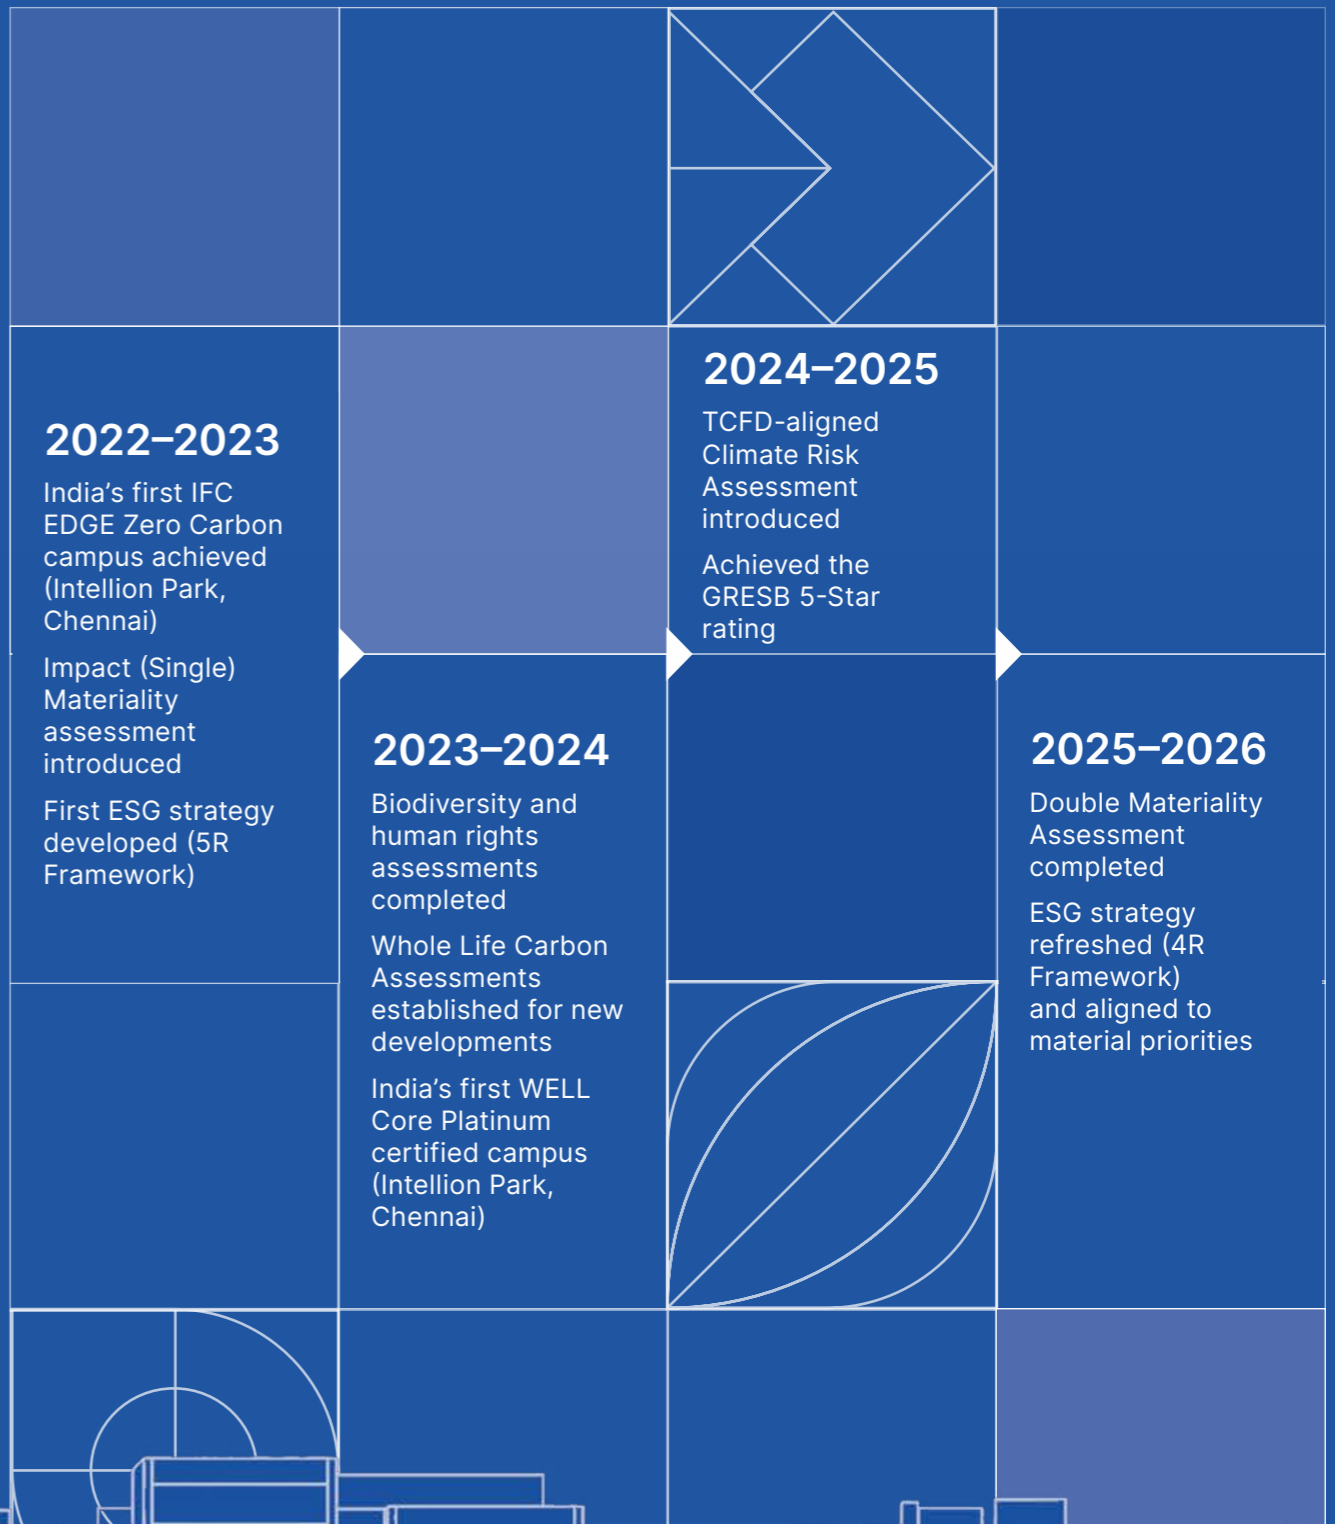 2022–2023
India’s first IFC
EDGE Zero Carbon
campus achieved
(Intellion Park,
Chennai)
Impact (Single)
Materiality
assessment
introduced
First ESG strategy
developed (5R
Framework)
2023–2024
Biodiversity and
human rights
assessments
completed
Whole Life Carbon
Assessments
established for new
developments
India’s first WELL
Core Platinum
certified campus
(Intellion Park,
Chennai)
2024–2025
TCFD-aligned
Climate Risk
Assessment
introduced
Achieved the
GRESB 5-Star
rating
2025–2026
Double Materiality
Assessment
completed
ESG strategy
refreshed (4R
Framework)
and aligned to
material priorities